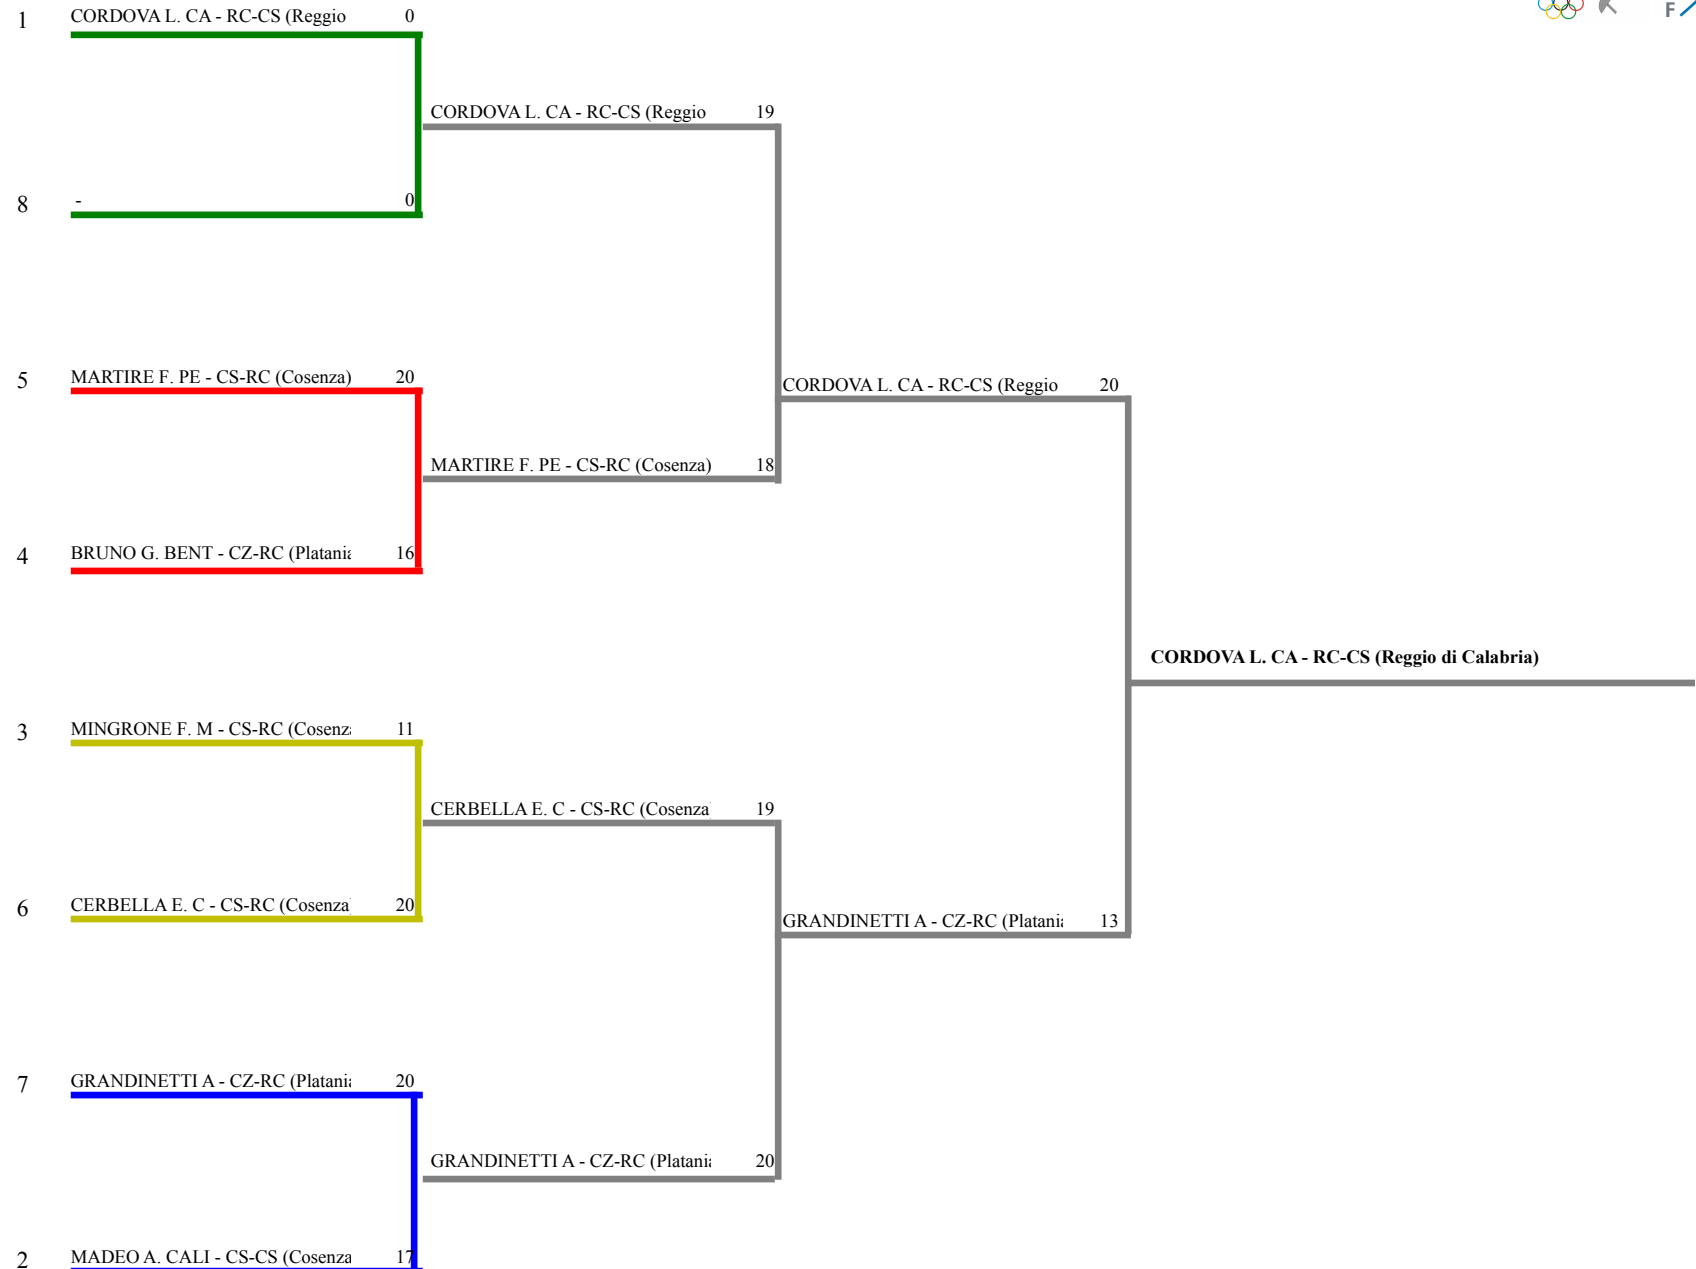 F
1 CORDOVA L. CA - RC-CS (Reggio 0
CORDOVA L. CA - RC-CS (Reggio 19
8 - 0
5 MARTIRE F. PE - CS-RC (Cosenza) 20
CORDOVA L. CA - RC-CS (Reggio 20
MARTIRE F. PE - CS-RC (Cosenza) 18
4 BRUNO G. BENT - CZ-RC (Platania 16
CORDOVA L. CA - RC-CS (Reggio di Calabria)
3 MINGRONE F. M - CS-RC (Cosenza 11
CERBELLA E. C - CS-RC (Cosenza 19
6 CERBELLA E. C - CS-RC (Cosenza 20
GRANDINETTI A - CZ-RC (Platania 13
7 GRANDINETTI A - CZ-RC (Platania 20
GRANDINETTI A - CZ-RC (Platania 20
2 MADEO A. CALI - CS-CS (Cosenza 17